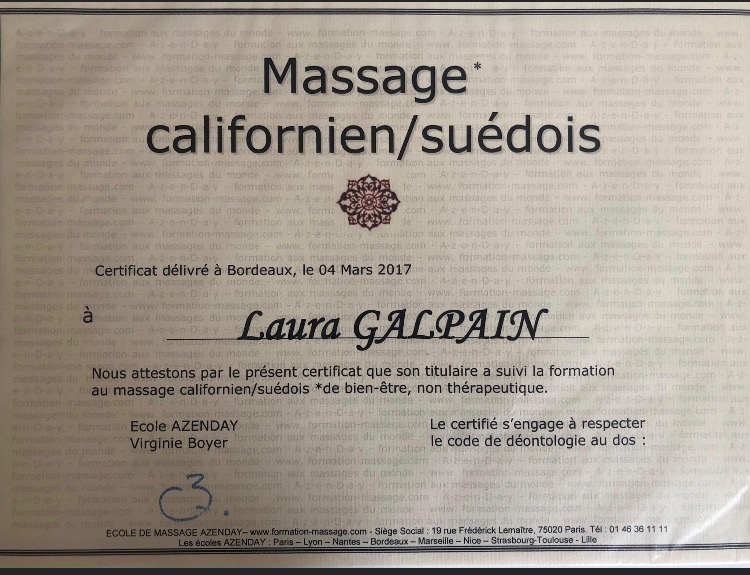 Massage*
californien/suédois
Certificat délivré à Bordeaux, le 04 Mars 2017
à
Laura GALPAIN
Nous attestons par le présent certificat que son titulaire a suivi la formation
au massage californien/suédois *de bien-être, non thérapeutique.
Ecole AZENDAY
Virginie Boyer
Le certifié s'engage à respecter
le code de déontologie au dos :
ECOLE DE MASSAGE AZENDAY– www.formation-massage.com - Siège Social : 19 rue Frédérick Lemaître, 75020 Paris. Tél : 01 46 36 11 11
Les écoles AZENDAY : Paris – Lyon – Nantes – Bordeaux – Marseille – Nice – Strasbourg-Toulouse - Lille